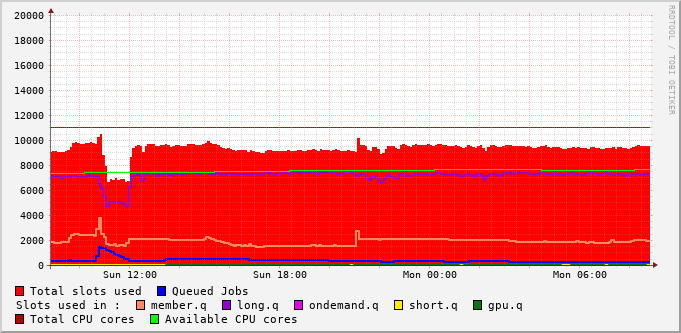 RRDTOOL / TOBI OETIKER
20000
18000
16000
14000
12000
10000
8000
6000
4000
2000
0
Sun 12:00 Sun 18:00 Mon 00:00 Mon 06:00
Total slots used Queued Jobs
Slots used in : member.q long.q ondemand.q short.q gpu.q
Total CPU cores Available CPU cores